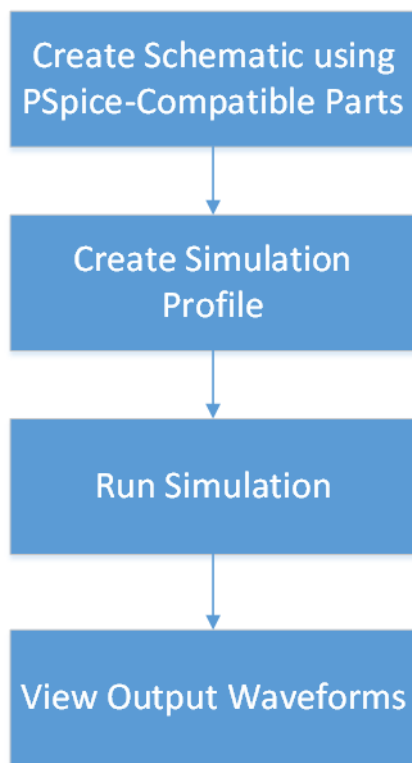 Create Schematic using
PSpice-Compatible Parts
Create Simulation
Profile
Run Simulation
View Output Waveforms